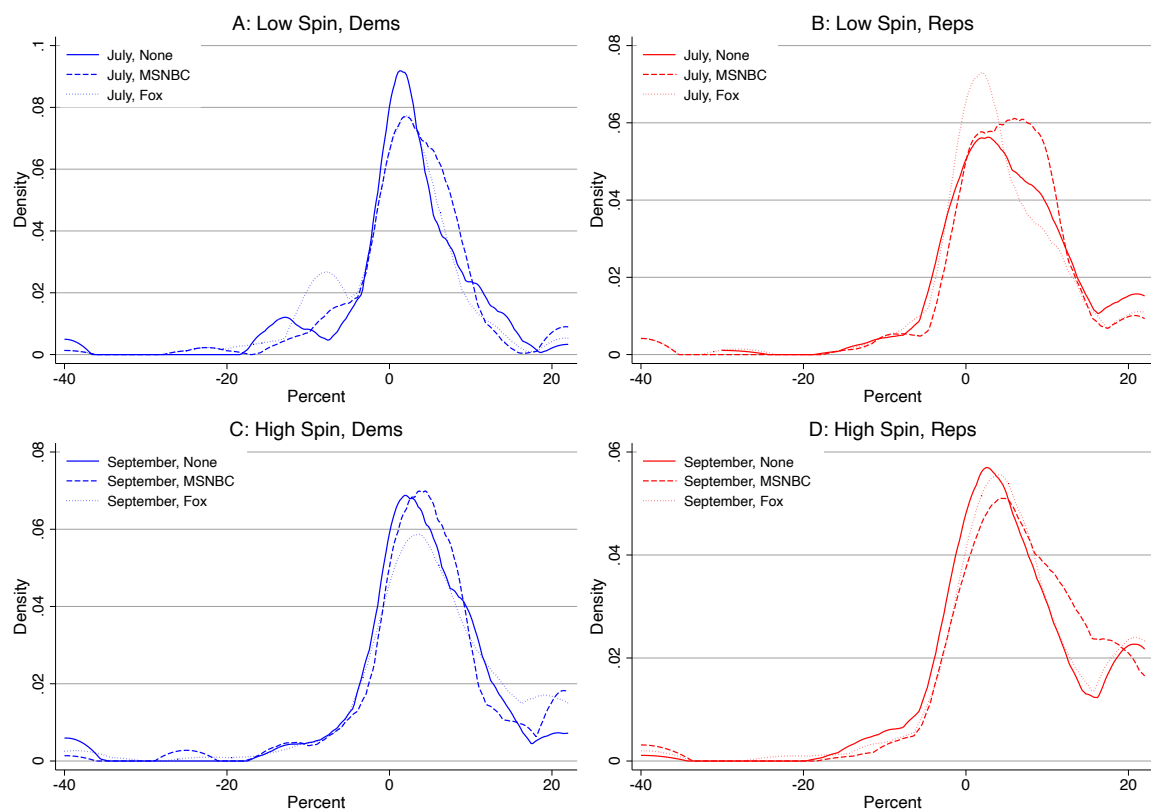 A: Low Spin, Dems
July, None
July, MSNBC
July, Fox
Density
0 .02 .04 .06 .08 .1
-40 -20 0 20
Percent
B: Low Spin, Reps
July, None
July, MSNBC
July, Fox
Density
0 .02 .04 .06 .08
-40 -20 0 20
Percent
C: High Spin, Dems
September, None
September, MSNBC
September, Fox
Density
0 .02 .04 .06 .08
-40 -20 0 20
Percent
D: High Spin, Reps
September, None
September, MSNBC
September, Fox
Density
0 .02 .04 .06
-40 -20 0 20
Percent